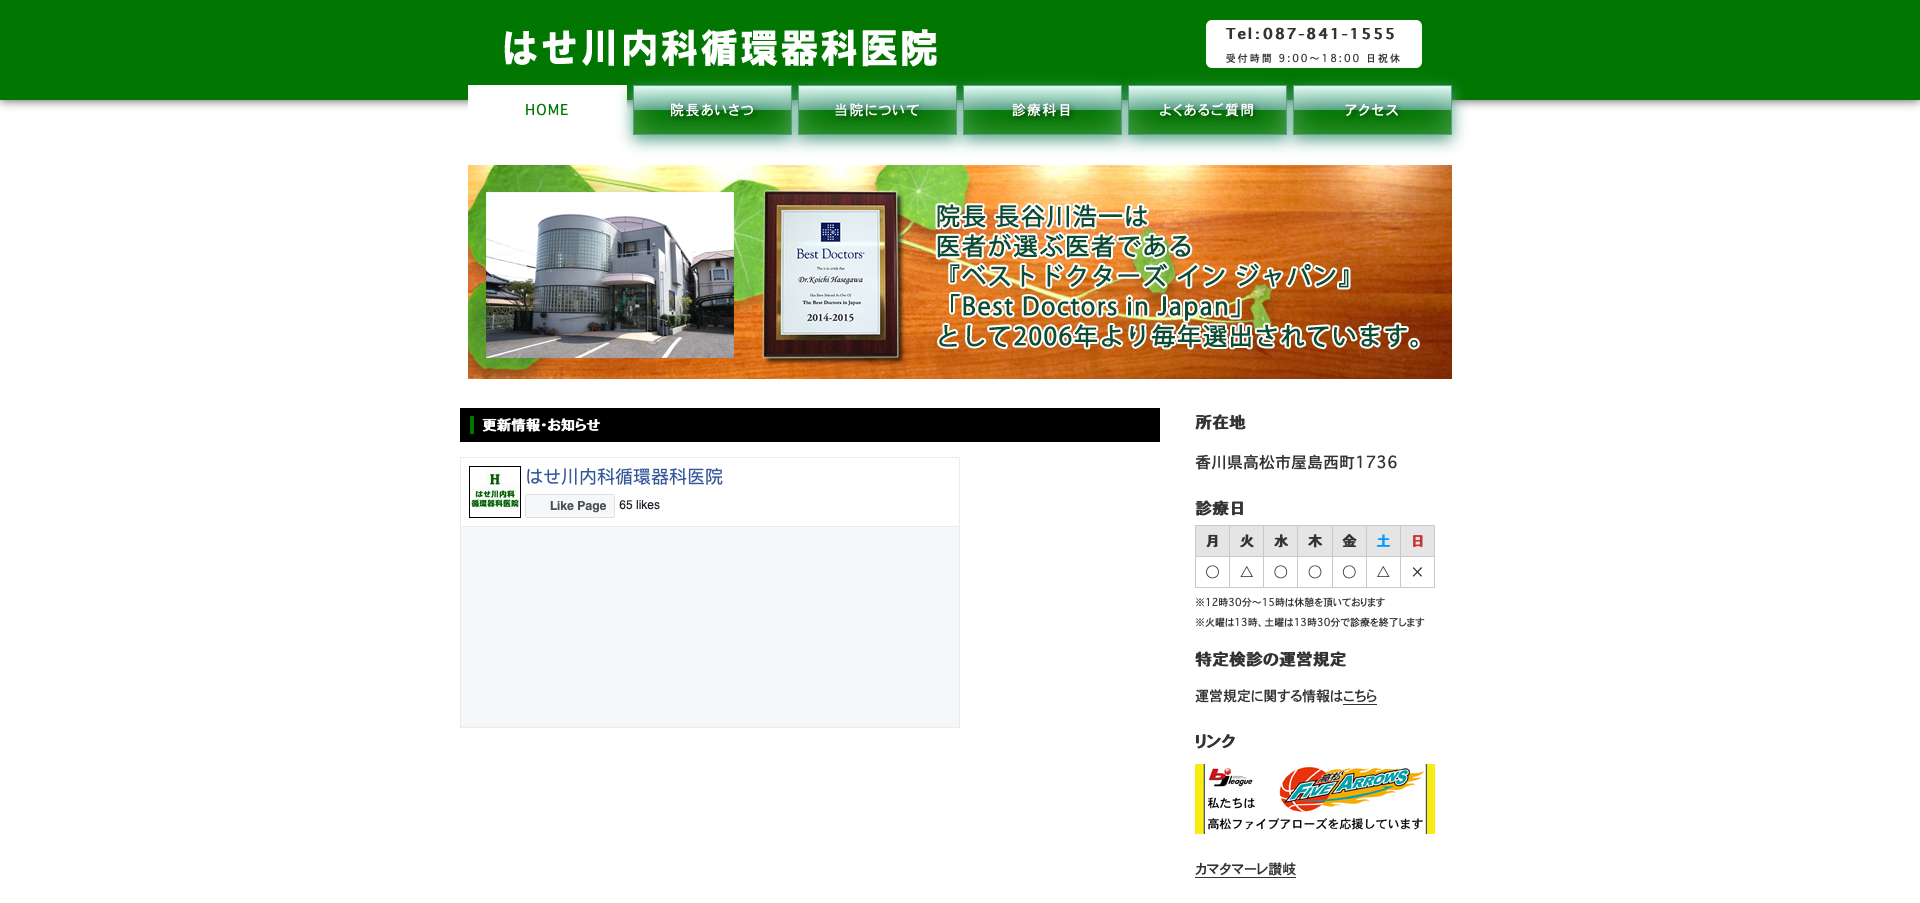 はせ川内科循環器科医院
Tel:087-841-1555
受付時間 9:00～18:00 日祝休
HOME
院長あいさつ
当院について
診療科目
よくあるご質問
アクセス
Best Doctors
This is to certify that
Dr.Koichi Hasegawa
Has Been Selected As One Of
The Best Doctors in Japan
2014-2015
院長 長谷川浩一は
医者が選ぶ医者である
『ベストドクターズ イン ジャパン』
「Best Doctors in Japan」
として2006年より毎年選出されています。
更新情報・お知らせ
H
はせ川内科
循環器科医院
はせ川内科循環器科医院
Like Page
65 likes
所在地
香川県高松市屋島西町1736
診療日
月 火 水 木 金 土 日
○ △ ○ ○ ○ △ ×
※12時30分～15時は休憩を頂いております
※火曜は13時、土曜は13時30分で診療を終了します
特定検診の運営規定
運営規定に関する情報はこちら
リンク
bj league
高松
FIVE ARROWS
私たちは
高松ファイブアローズを応援しています
カマタマーレ讃岐